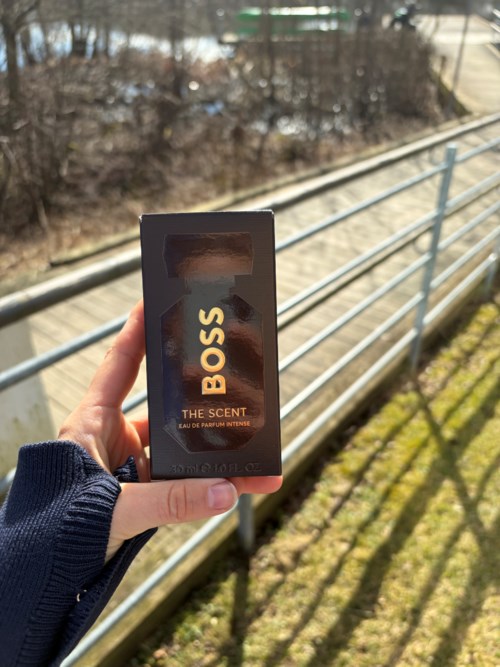 BOSS
THE SCENT
EAU DE PARFUM INTENSE